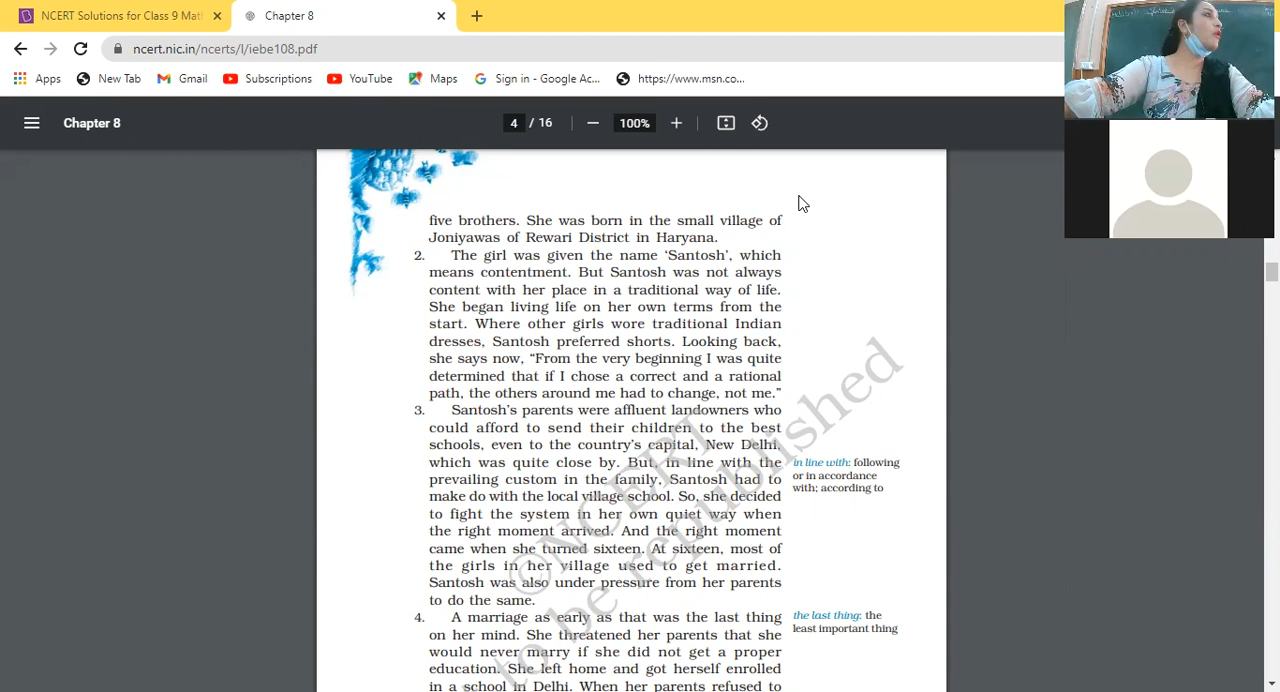 NCERT Solutions for Class 9 Mat
Chapter 8
ncert.nic.in/ncerts/l/iebe108.pdf
Apps New Tab Gmail Subscriptions YouTube Maps Sign in - Google Ac... https://www.msn.co...
Chapter 8 4 / 16 100%
five brothers. She was born in the small village of
Joniyawas of Rewari District in Haryana.
2. The girl was given the name ‘Santosh’, which
means contentment. But Santosh was not always
content with her place in a traditional way of life.
She began living life on her own terms from the
start. Where other girls wore traditional Indian
dresses, Santosh preferred shorts. Looking back,
she says now, “From the very beginning I was quite
determined that if I chose a correct and a rational
path, the others around me had to change, not me.”
3. Santosh’s parents were affluent landowners who
could afford to send their children to the best
schools, even to the country’s capital, New Delhi,
which was quite close by. But, in line with the
prevailing custom in the family, Santosh had to
make do with the local village school. So, she decided
to fight the system in her own quiet way when
the right moment arrived. And the right moment
came when she turned sixteen. At sixteen, most of
the girls in her village used to get married.
Santosh was also under pressure from her parents
to do the same.
in line with: following
or in accordance
with; according to
4. A marriage as early as that was the last thing
on her mind. She threatened her parents that she
would never marry if she did not get a proper
education. She left home and got herself enrolled
in a school in Delhi. When her parents refused to
the last thing: the
least important thing
©NCERT
to be republished